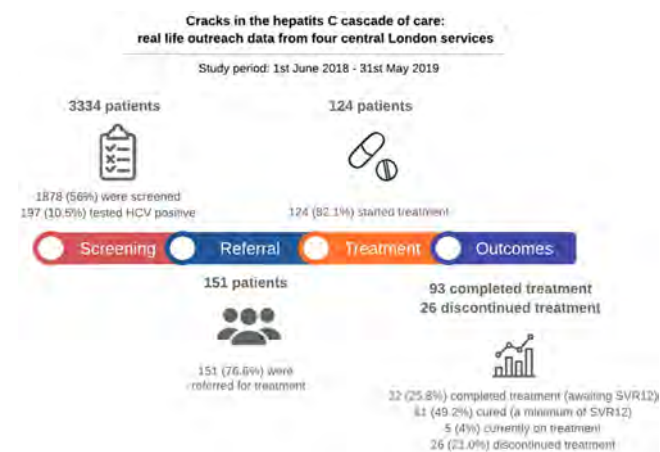 Cracks in the hepatits C cascade of care:
real life outreach data from four central London services
Study period: 1st June 2018 - 31st May 2019
3334 patients
1878 (56%) were screened
197 (10.5%) tested HCV positive
124 patients
124 (82.1%) started treatment
Screening
Referral
Treatment
Outcomes
151 patients
151 (76.6%) were
referred for treatment
93 completed treatment
26 discontinued treatment
32 (25.8%) completed treatment (awaiting SVR12)
61 (49.2%) cured (a minimum of SVR12)
5 (4%) currently on treatment
26 (21.0%) discontinued treatment